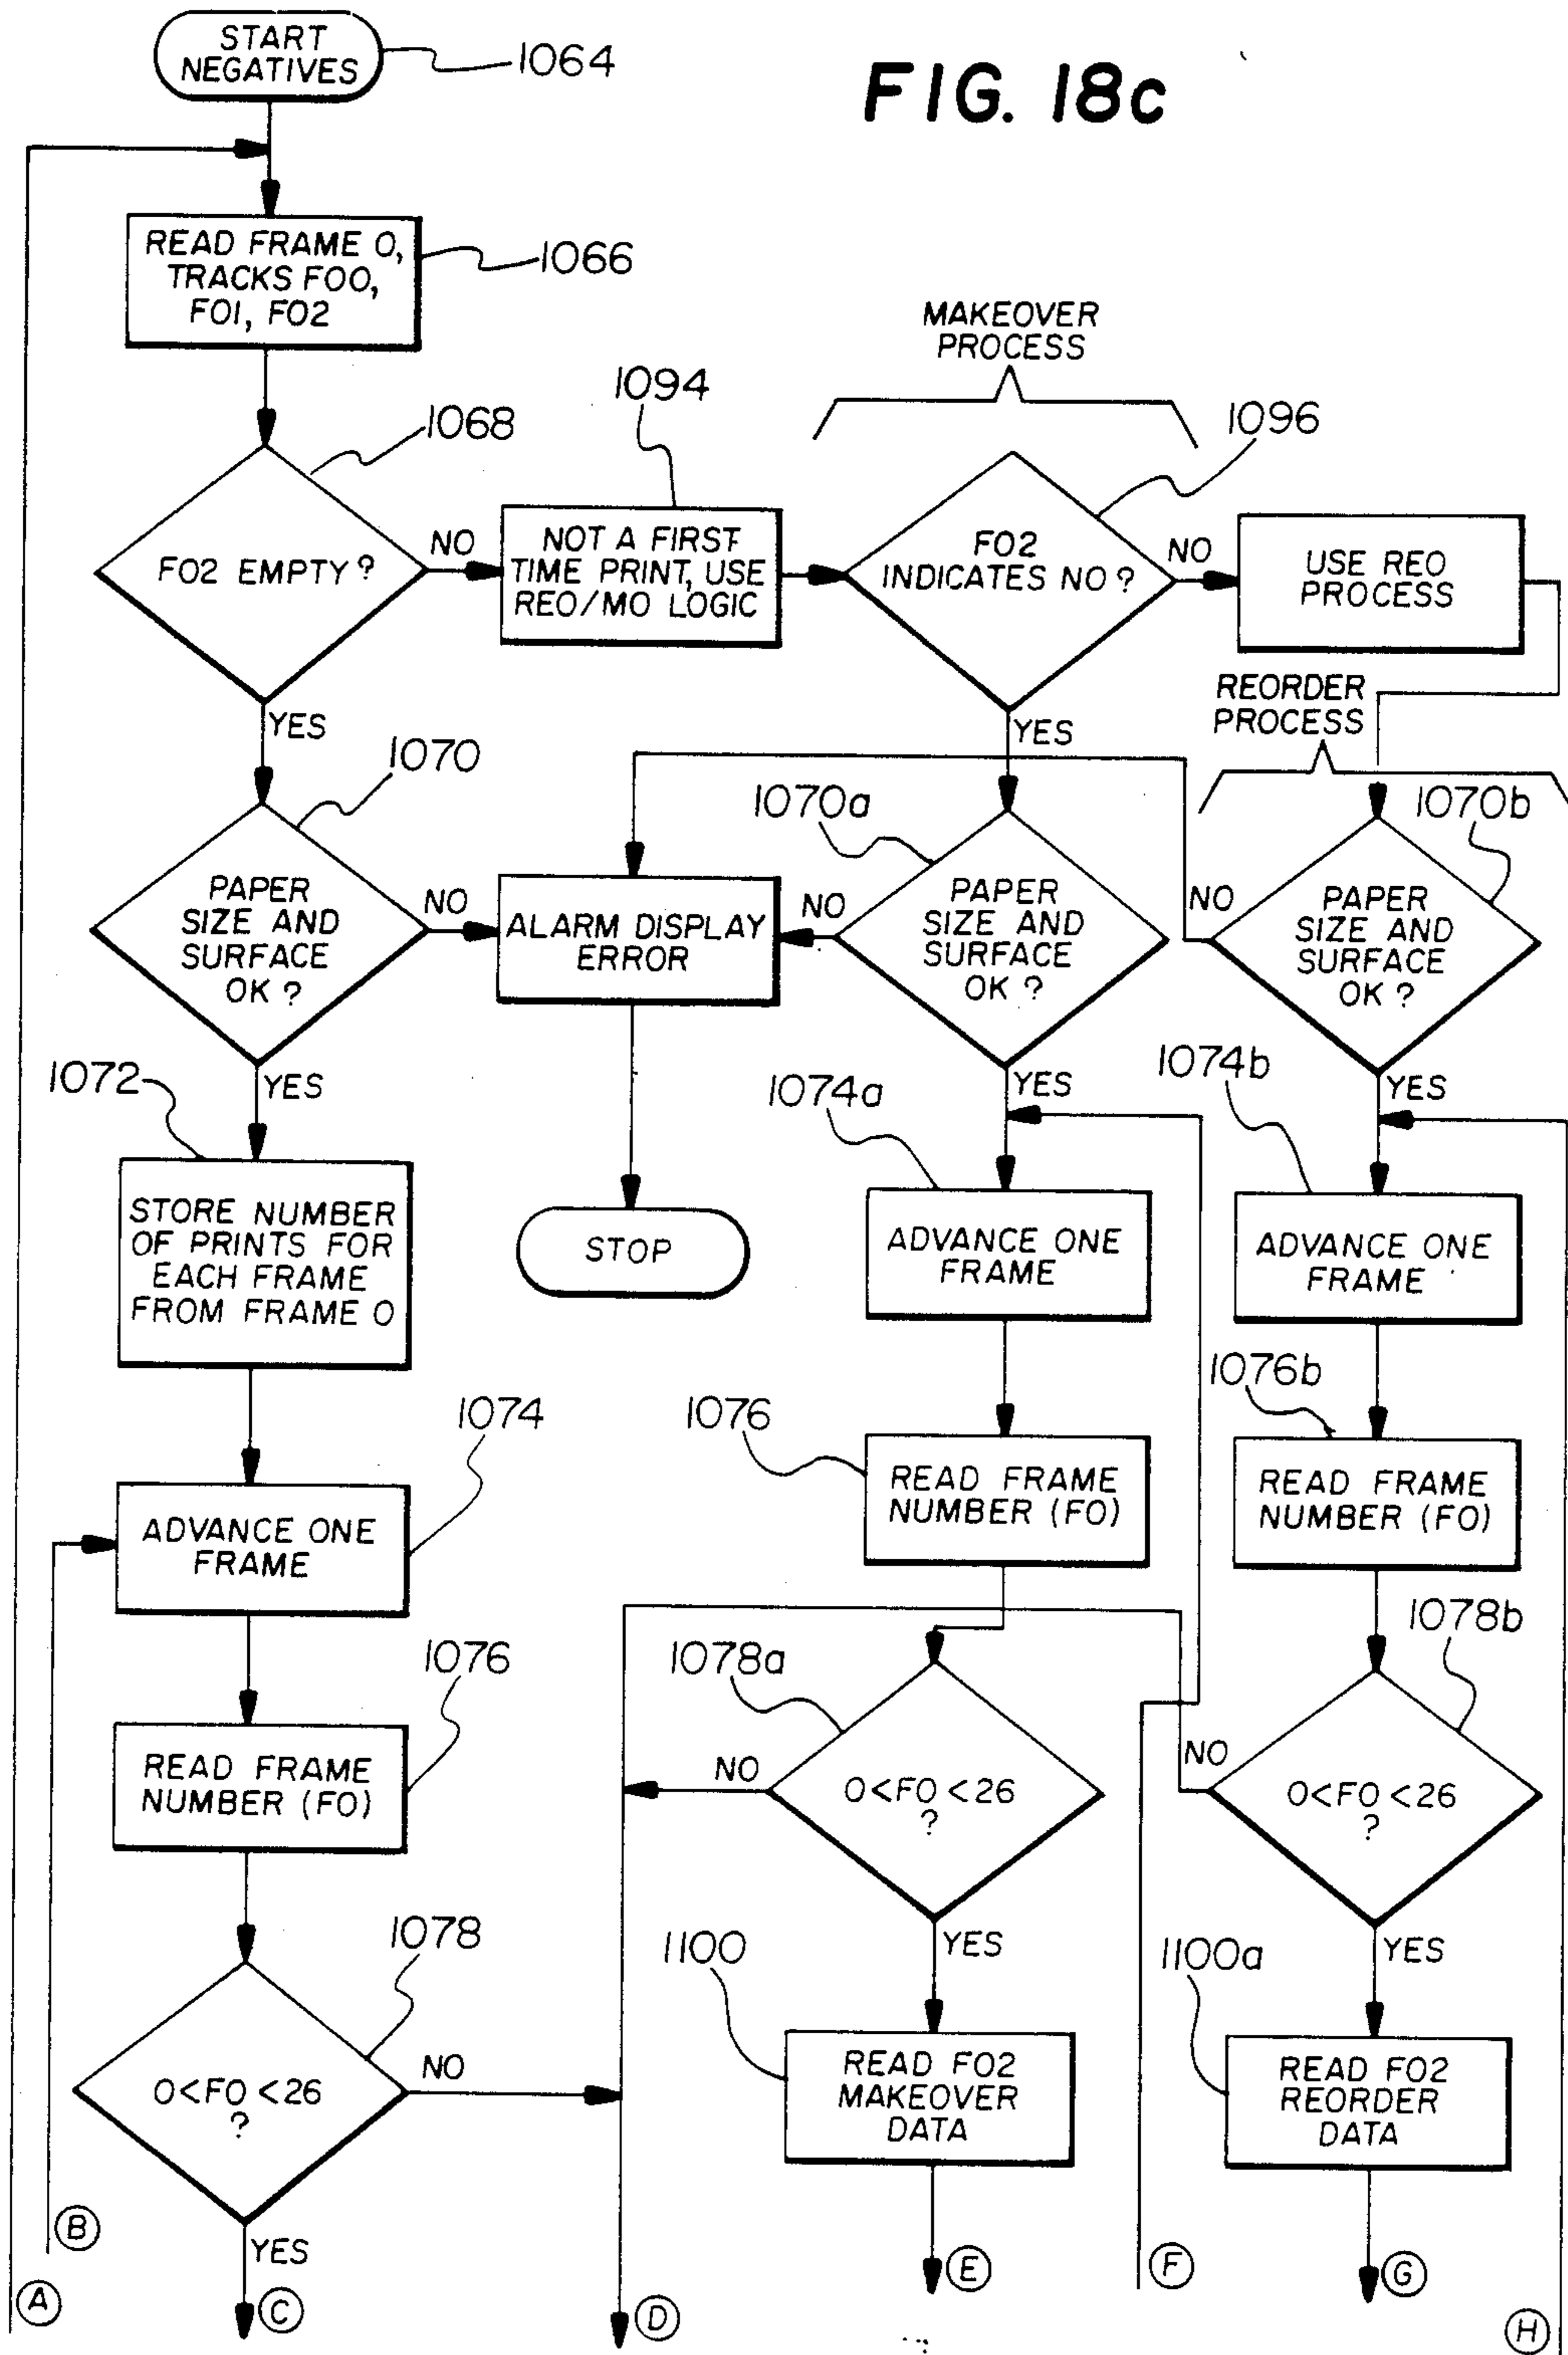 FIG. 18c
START
NEGATIVES
1064
READ FRAME 0,
TRACKS F00,
F01, F02
1066
MAKEOVER
PROCESS
1068
F02 EMPTY?
NO
YES
1094
NOT A FIRST
TIME PRINT, USE
REO/MO LOGIC
1096
F02
INDICATES NO?
NO
YES
USE REO
PROCESS
REORDER
PROCESS
1070
PAPER
SIZE AND
SURFACE
OK?
NO
YES
ALARM DISPLAY
ERROR
STOP
1070a
PAPER
SIZE AND
SURFACE
OK?
NO
YES
1070b
PAPER
SIZE AND
SURFACE
OK?
NO
YES
1072
STORE NUMBER
OF PRINTS FOR
EACH FRAME
FROM FRAME 0
1074a
ADVANCE ONE
FRAME
1074b
ADVANCE ONE
FRAME
1074
ADVANCE ONE
FRAME
1076
READ FRAME
NUMBER (F0)
1076b
READ FRAME
NUMBER (F0)
1076
READ FRAME
NUMBER (F0)
1078a
0<F0<26
?
NO
YES
1078b
0<F0<26
?
NO
YES
1078
0<F0<26
?
NO
YES
1100
READ F02
MAKEOVER
DATA
1100a
READ F02
REORDER
DATA
A
B
C
D
E
F
G
H